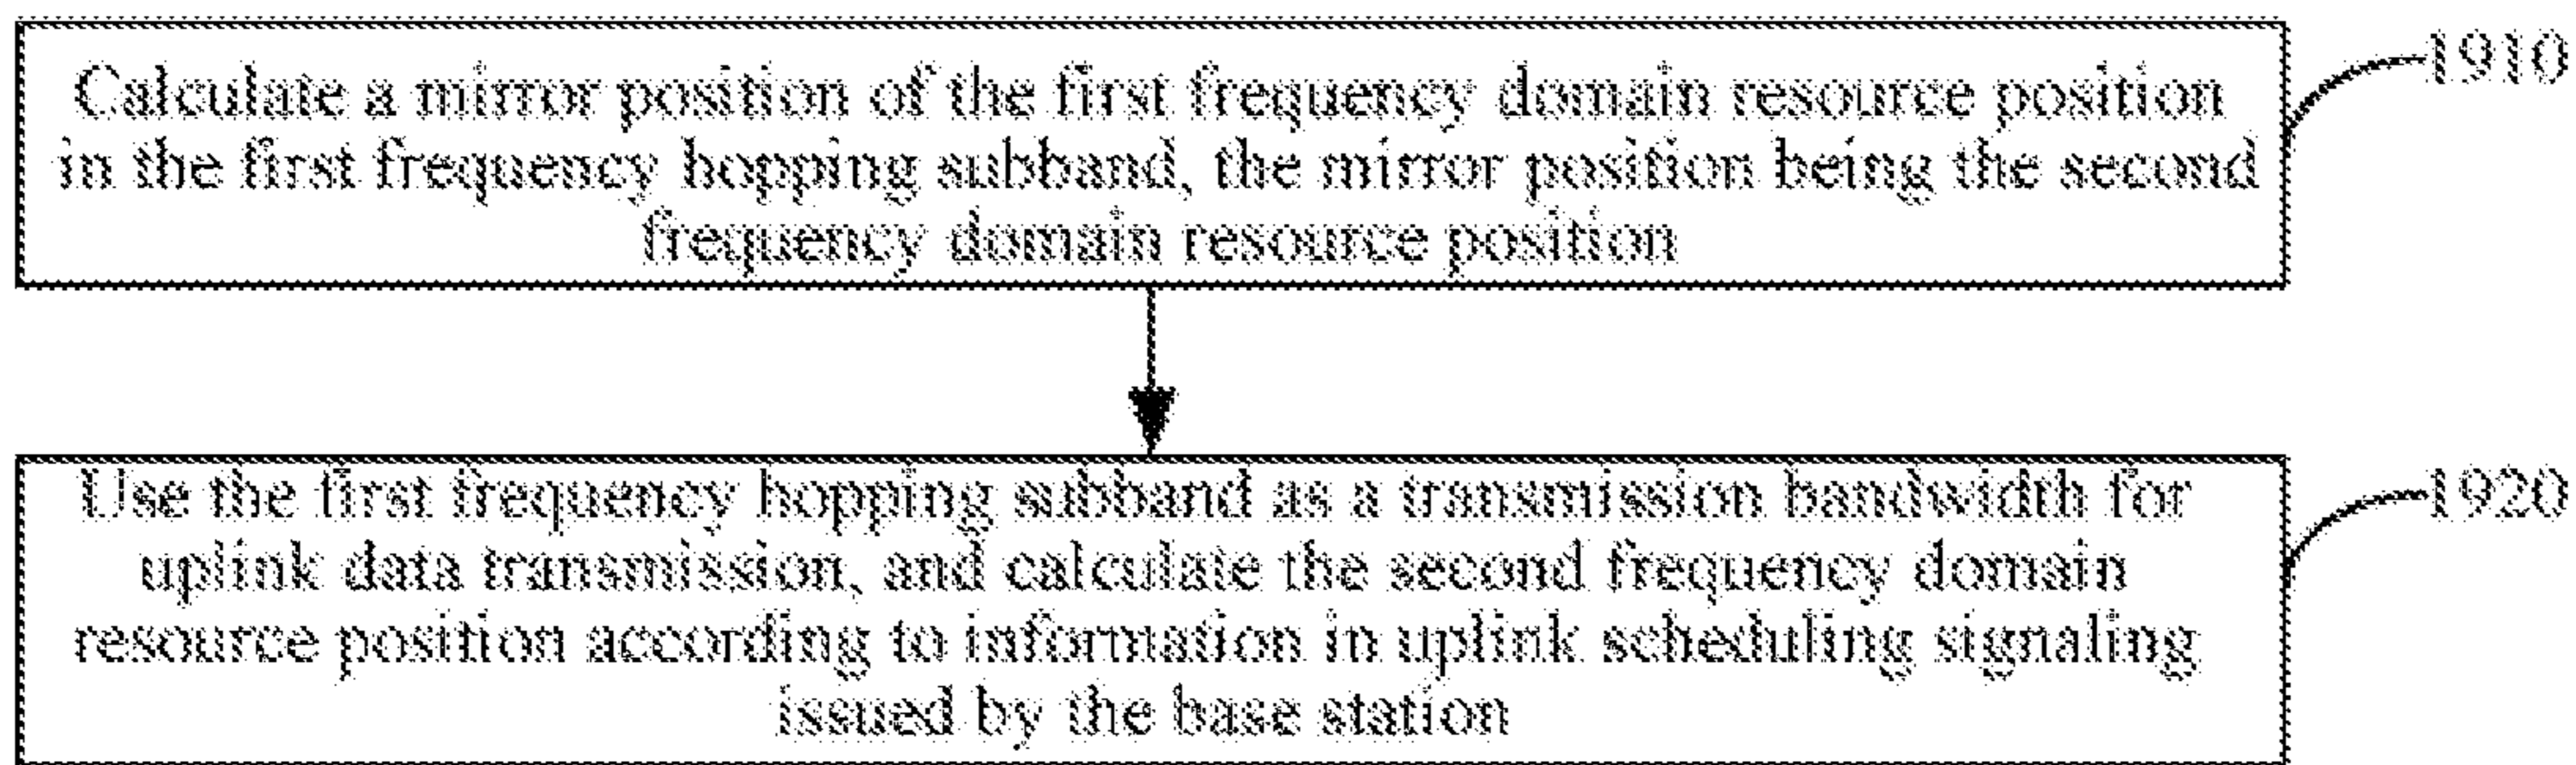 Calculate a mirror position of the first frequency domain resource position
in the first frequency hopping subband, the mirror position being the second
frequency domain resource position
1910
Use the first frequency hopping subband as a transmission bandwidth for
uplink data transmission, and calculate the second frequency domain
resource position according to information in uplink scheduling signaling
issued by the base station
1920